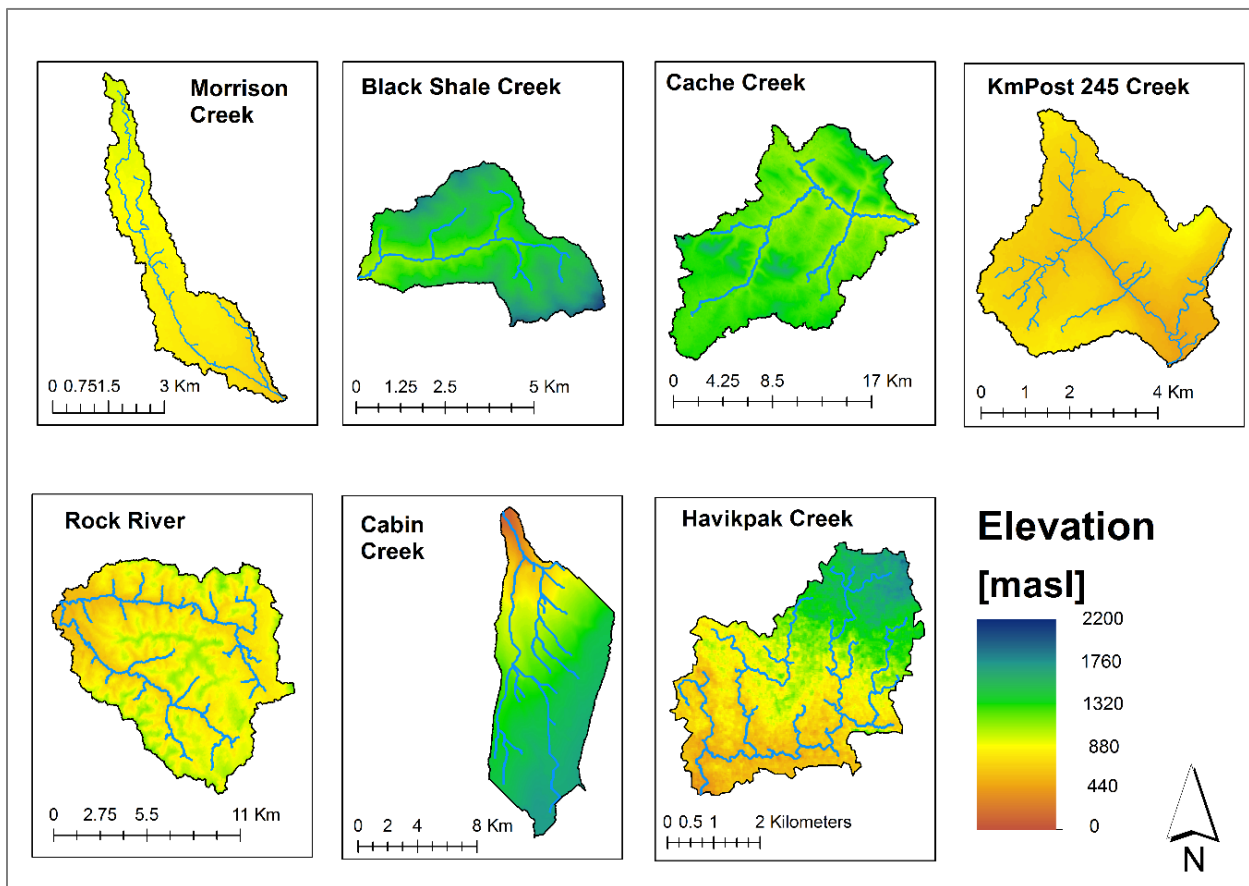 Morrison
Creek
0 0.751.5 3 Km
Black Shale Creek
0 1.25 2.5 5 Km
Cache Creek
0 4.25 8.5 17 Km
KmPost 245 Creek
0 1 2 4 Km
Rock River
0 2.75 5.5 11 Km
Cabin
Creek
0 2 4 8 Km
Havikpak Creek
0 0.5 1 2 Kilometers
Elevation
[masl]
2200
1760
1320
880
440
0
N